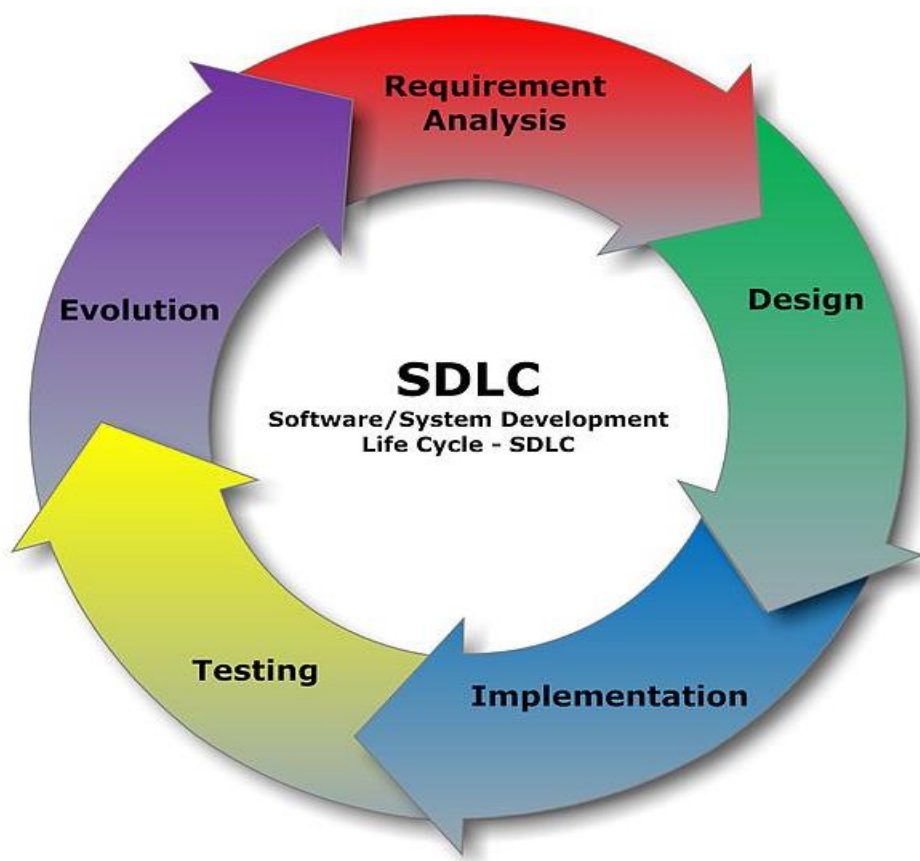 Requirement
Analysis
Design
Implementation
Testing
Evolution
SDLC
Software/System Development
Life Cycle - SDLC